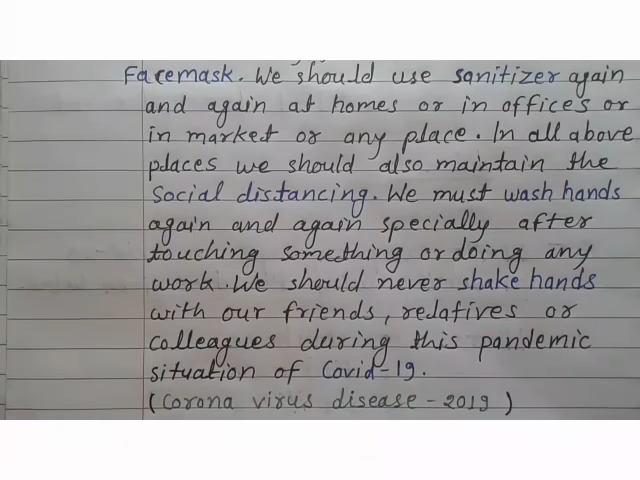 Facemask. We should use sanitizer again
and again at homes or in offices or
in market or any place. In all above
places we should also maintain the
social distancing. We must wash hands
again and again specially after
touching something or doing any
work. We should never shake hands
with our friends, relatives or
colleagues during this pandemic
situation of Covid-19.
(Corona virus disease - 2019)